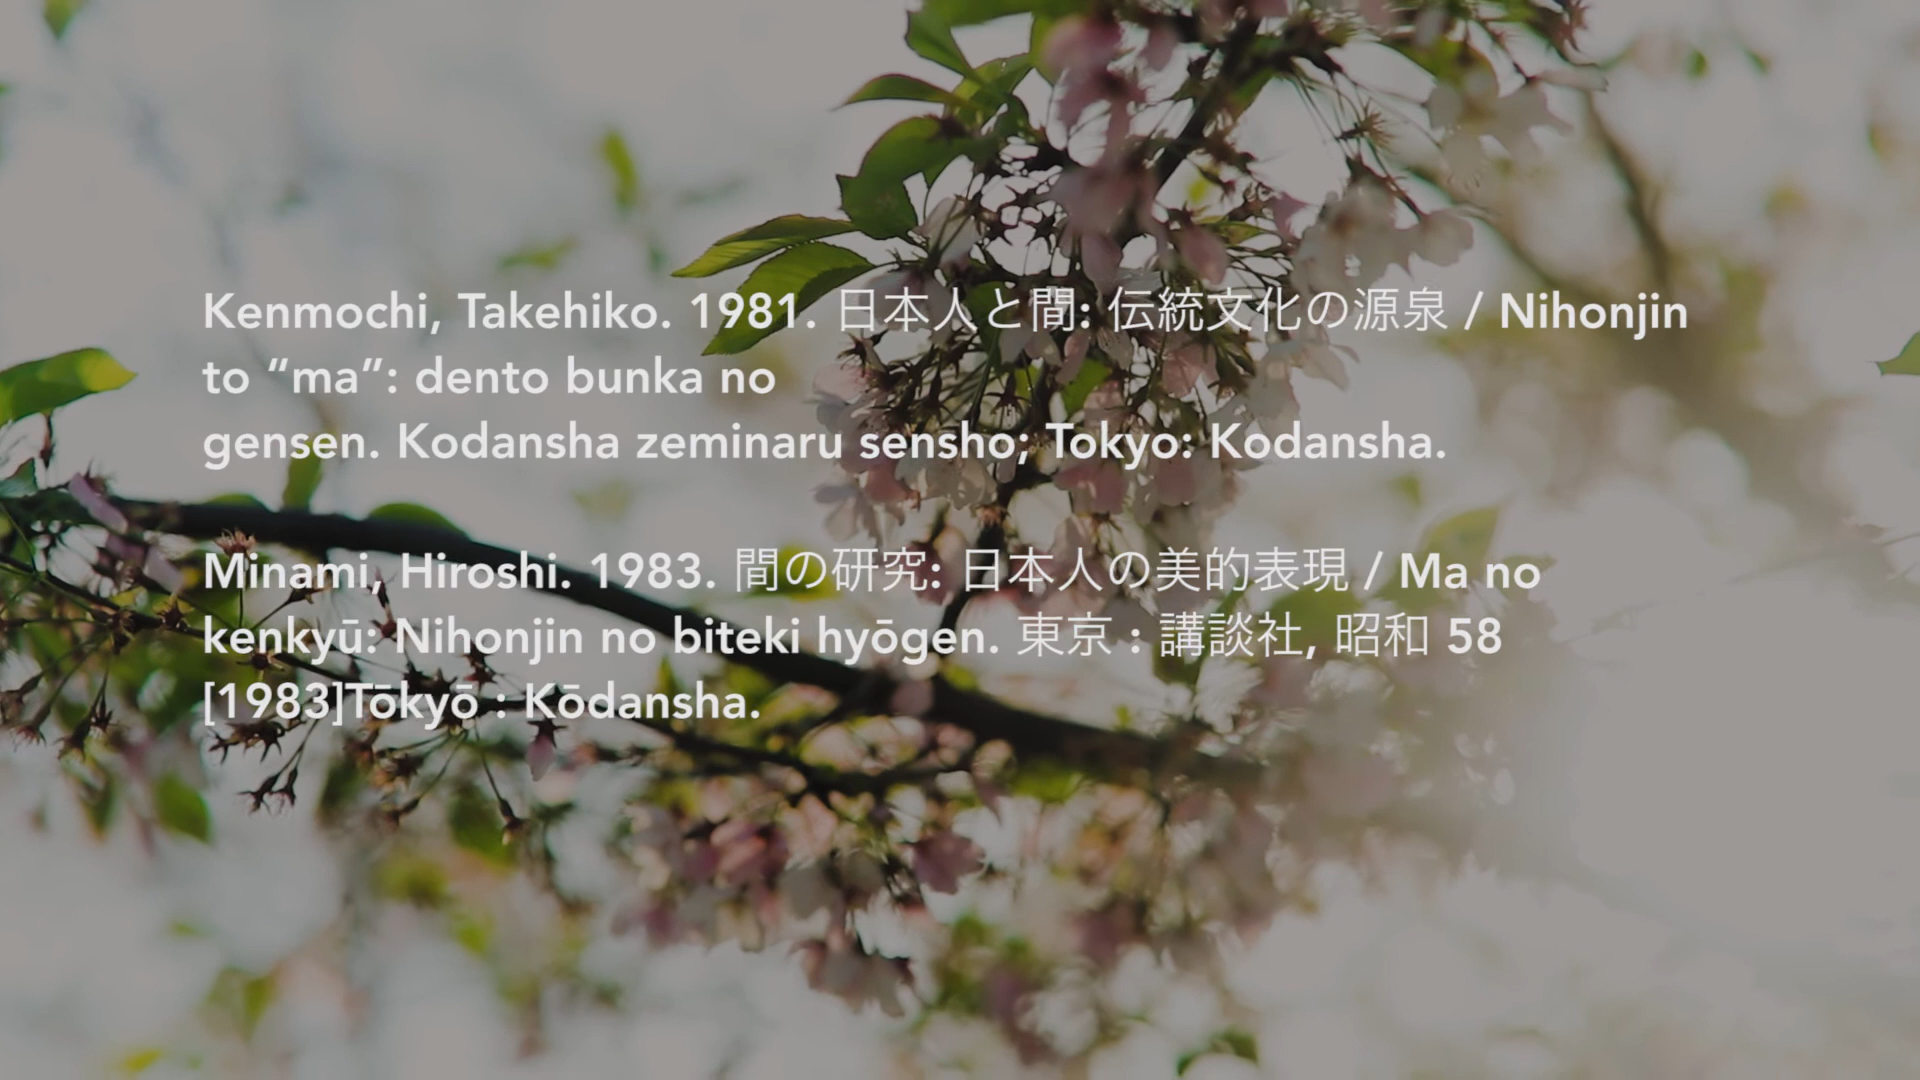 Kenmochi, Takehiko. 1981. 日本人と間: 伝統文化の源泉 / Nihonjin
to “ma”: dento bunka no
gensen. Kodansha zeminaru sensho; Tokyo: Kodansha.
Minami, Hiroshi. 1983. 間の研究: 日本人の美的表現 / Ma no
kenkyū: Nihonjin no biteki hyōgen. 東京 : 講談社, 昭和 58
[1983]Tōkyō : Kōdansha.